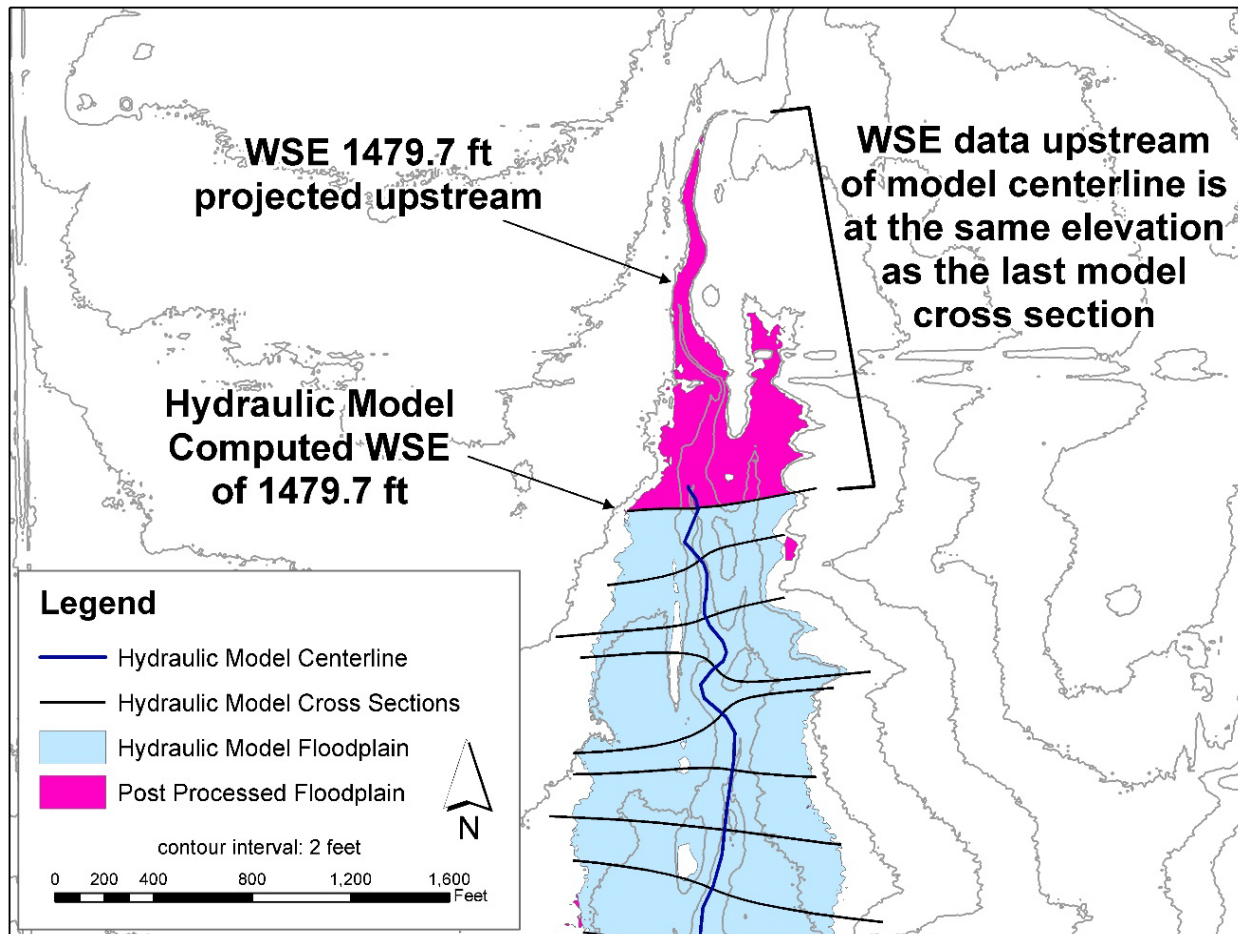 WSE 1479.7 ft
projected upstream
WSE data upstream
of model centerline is
at the same elevation
as the last model
cross section
Hydraulic Model
Computed WSE
of 1479.7 ft
Legend
Hydraulic Model Centerline
Hydraulic Model Cross Sections
Hydraulic Model Floodplain
Post Processed Floodplain
N
contour interval: 2 feet
0 200 400 800 1,200 1,600
Feet